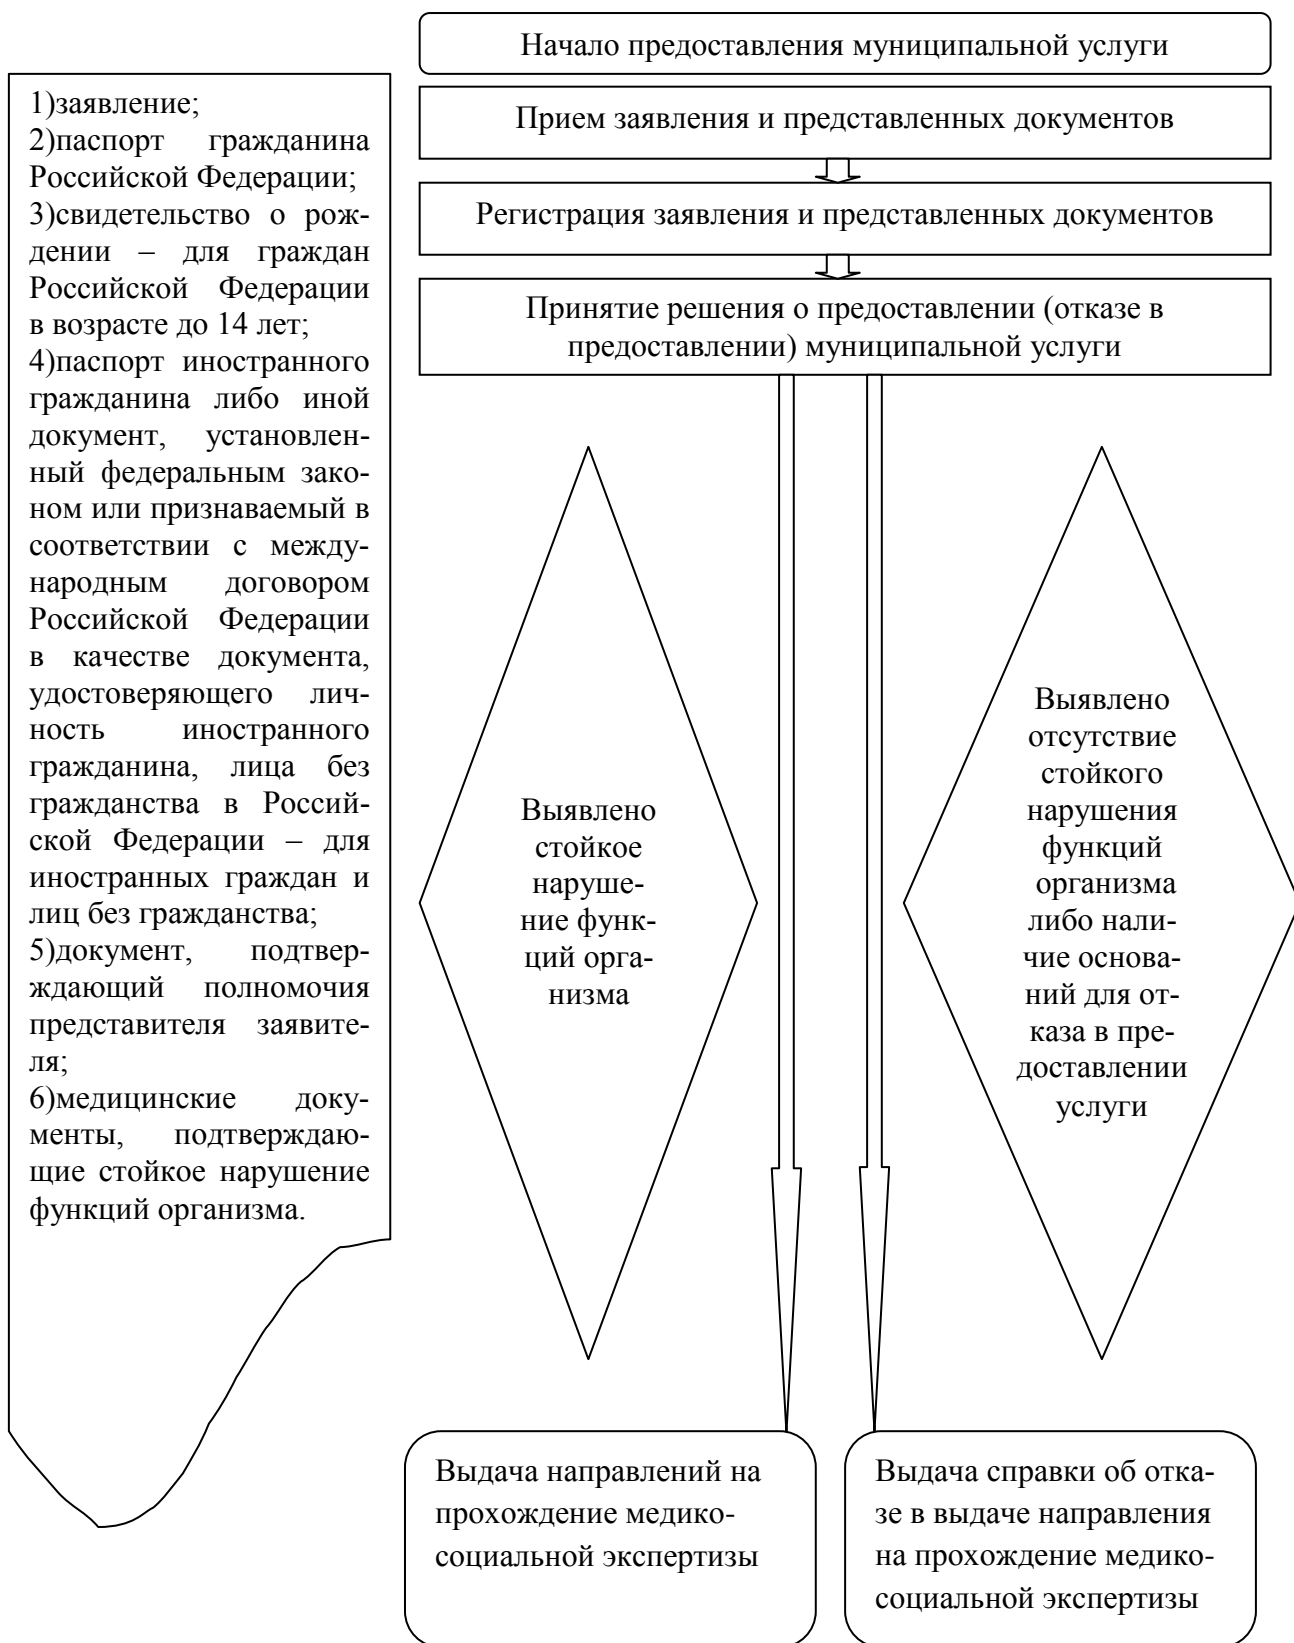 Начало предоставления муниципальной услуги
1)заявление;
2)паспорт гражданина
Российской Федерации;
3)свидетельство о рож-
дении – для граждан
Российской Федерации
в возрасте до 14 лет;
4)паспорт иностранного
гражданина либо иной
документ, установлен-
ный федеральным зако-
ном или признаваемый в
соответствии с между-
народным договором
Российской Федерации
в качестве документа,
удостоверяющего лич-
ность иностранного
гражданина, лица без
гражданства в Россий-
ской Федерации – для
иностранных граждан и
лиц без гражданства;
5)документ, подтвер-
ждающий полномочия
представителя заявите-
ля;
6)медицинские доку-
менты, подтверждаю-
щие стойкое нарушение
функций организма.
Прием заявления и представленных документов
Регистрация заявления и представленных документов
Принятие решения о предоставлении (отказе в
предоставлении) муниципальной услуги
Выявлено
стойкое
наруше-
ние функ-
ций орга-
низма
Выявлено
отсутствие
стойкого
нарушения
функций
организма
либо нали-
чие основа-
ний для от-
каза в пре-
доставлении
услуги
Выдача направлений на
прохождение медико-
социальной экспертизы
Выдача справки об отка-
зе в выдаче направления
на прохождение медико-
социальной экспертизы